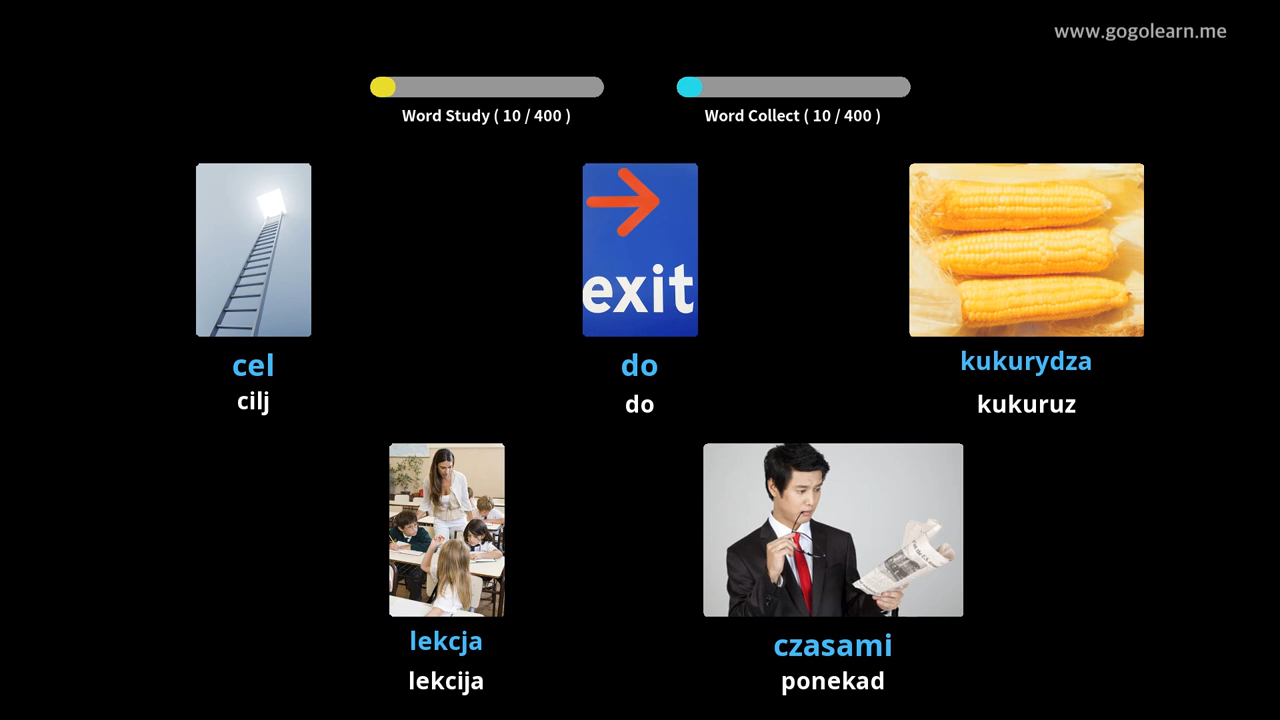 www.gogolearn.me
Word Study ( 10 / 400 )
Word Collect ( 10 / 400 )
exit
cel
cilj
do
do
kukurydza
kukuruz
lekcja
lekcija
czasami
ponekad